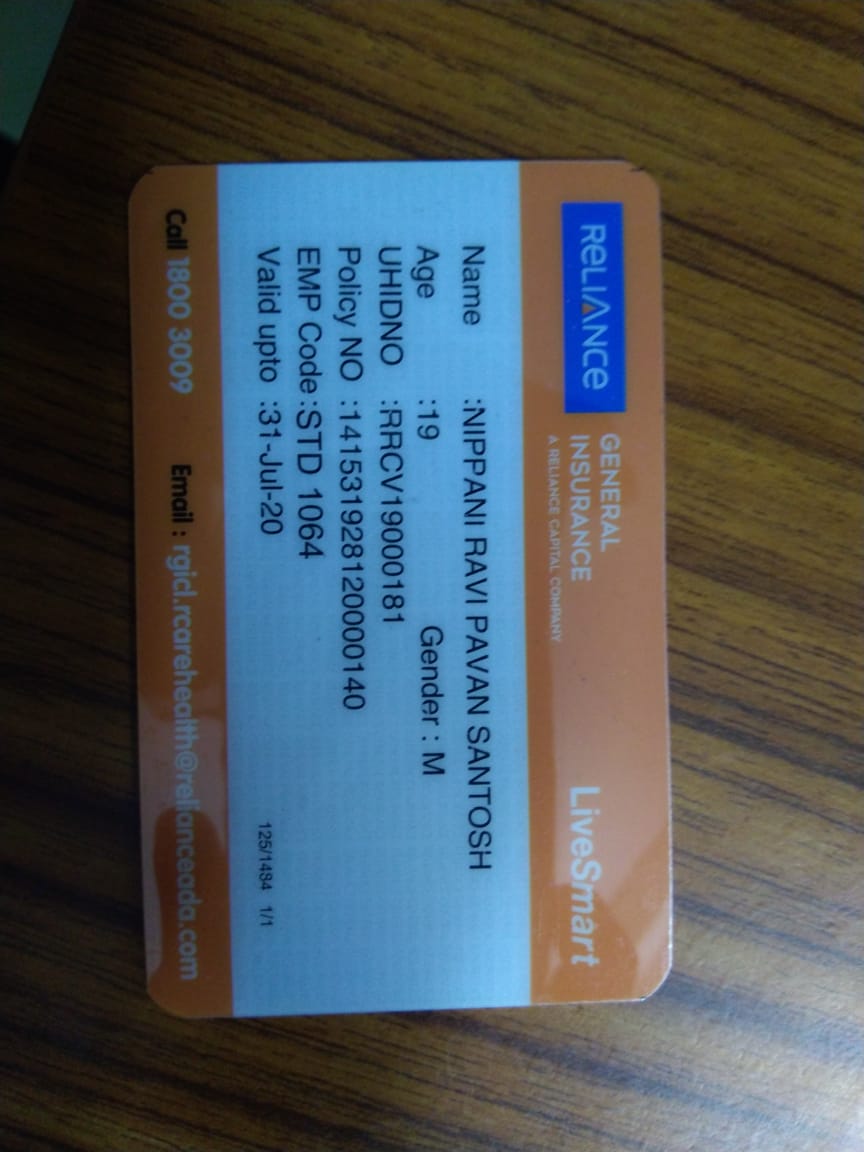 RELIANCE GENERAL INSURANCE LiveSmart
A RELIANCE CAPITAL COMPANY
Name :NIPPANI RAVI PAVAN SANTOSH
Age :19 Gender : M
UHIDNO :RRCV19000181
Policy NO :141531928120000140
EMP Code :STD 1064
Valid upto :31-Jul-20
125/1484 1/1
Call 1800 3009 Email : rgicl.rcarehealth@relianceada.com